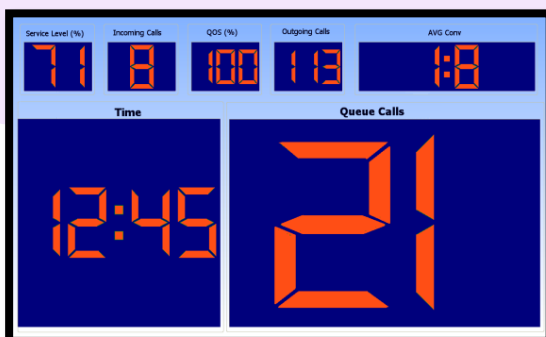 Service Level (%) Incoming Calls QOS (%) Outgoing Calls AVG Conv
71 8 100 113 1:8
Time Queue Calls
12:45 21